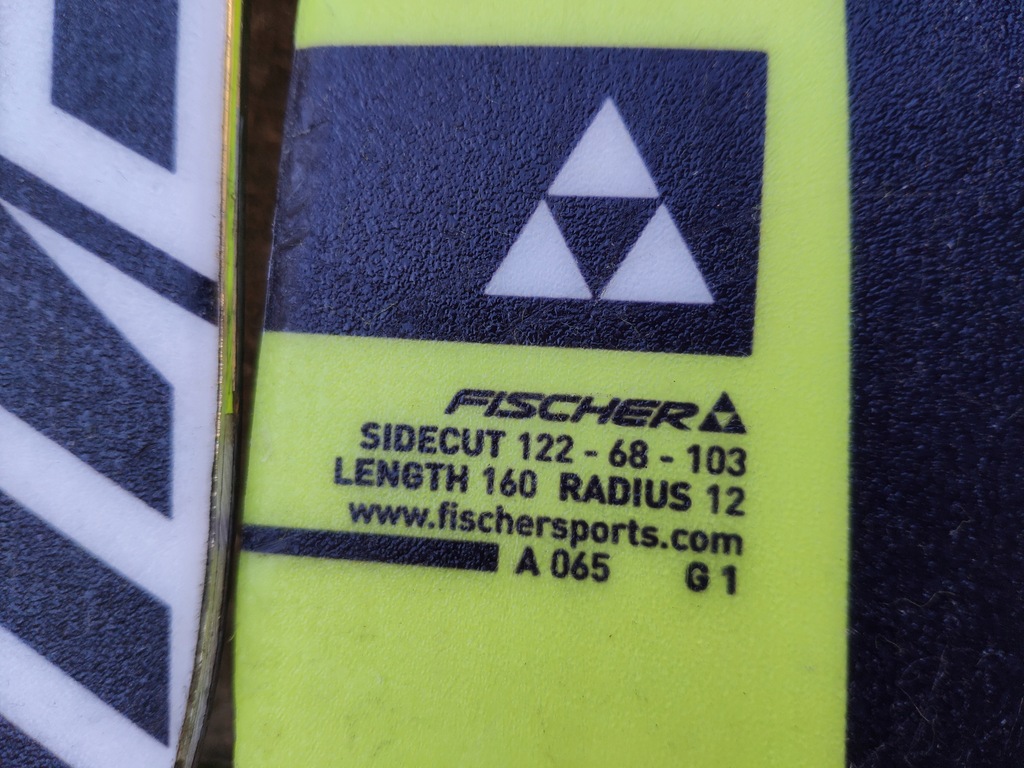 FISCHER
SIDECUT 122 - 68 - 103
LENGTH 160 RADIUS 12
www.fischersports.com
A 065 G 1